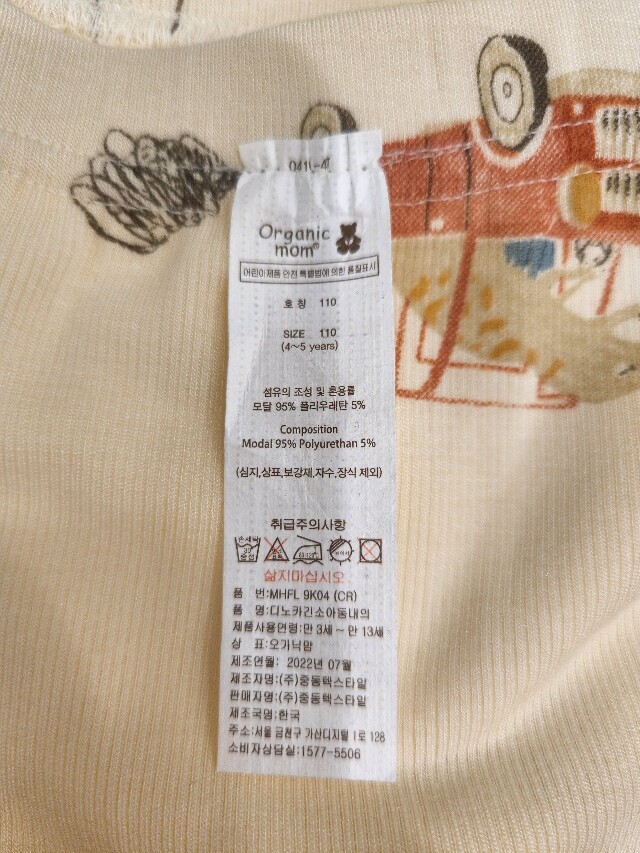 Organic
mom®
어린이제품 안전 특별법에 의한 품질표시
호 칭 110
SIZE 110
(4~5 years)
섬유의 조성 및 혼용률
모달 95% 폴리우레탄 5%
Composition
Modal 95% Polyurethan 5%
(심지,상표,보강재,자수,장식 제외)
취급주의사항
손세탁
30
중성
삶지마십시오
품 번:MHFL 9K04 (CR)
품 명:디노카긴소아동내의
제품사용연령:만 3세~만 13세
상 표:오가닉맘
제조연월: 2022년 07월
제조자명:(주)중동텍스타일
판매자명:(주)중동텍스타일
제조국명:한국
주소:서울 금천구 가산디지털 1로 128
소비자상담실:1577-5506